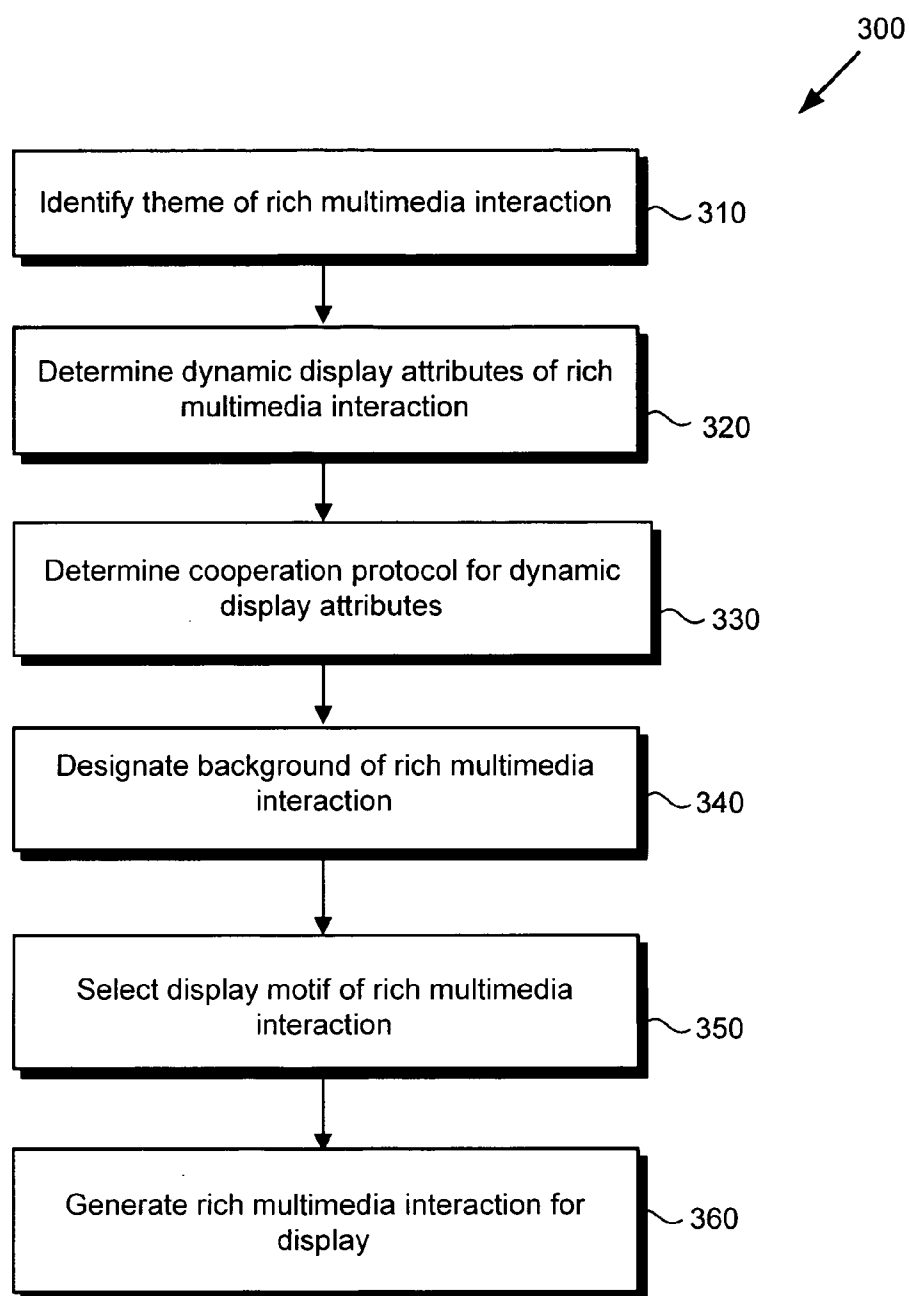 300
Identify theme of rich multimedia interaction
310
Determine dynamic display attributes of rich
multimedia interaction
320
Determine cooperation protocol for dynamic
display attributes
330
Designate background of rich multimedia
interaction
340
Select display motif of rich multimedia
interaction
350
Generate rich multimedia interaction for
display
360